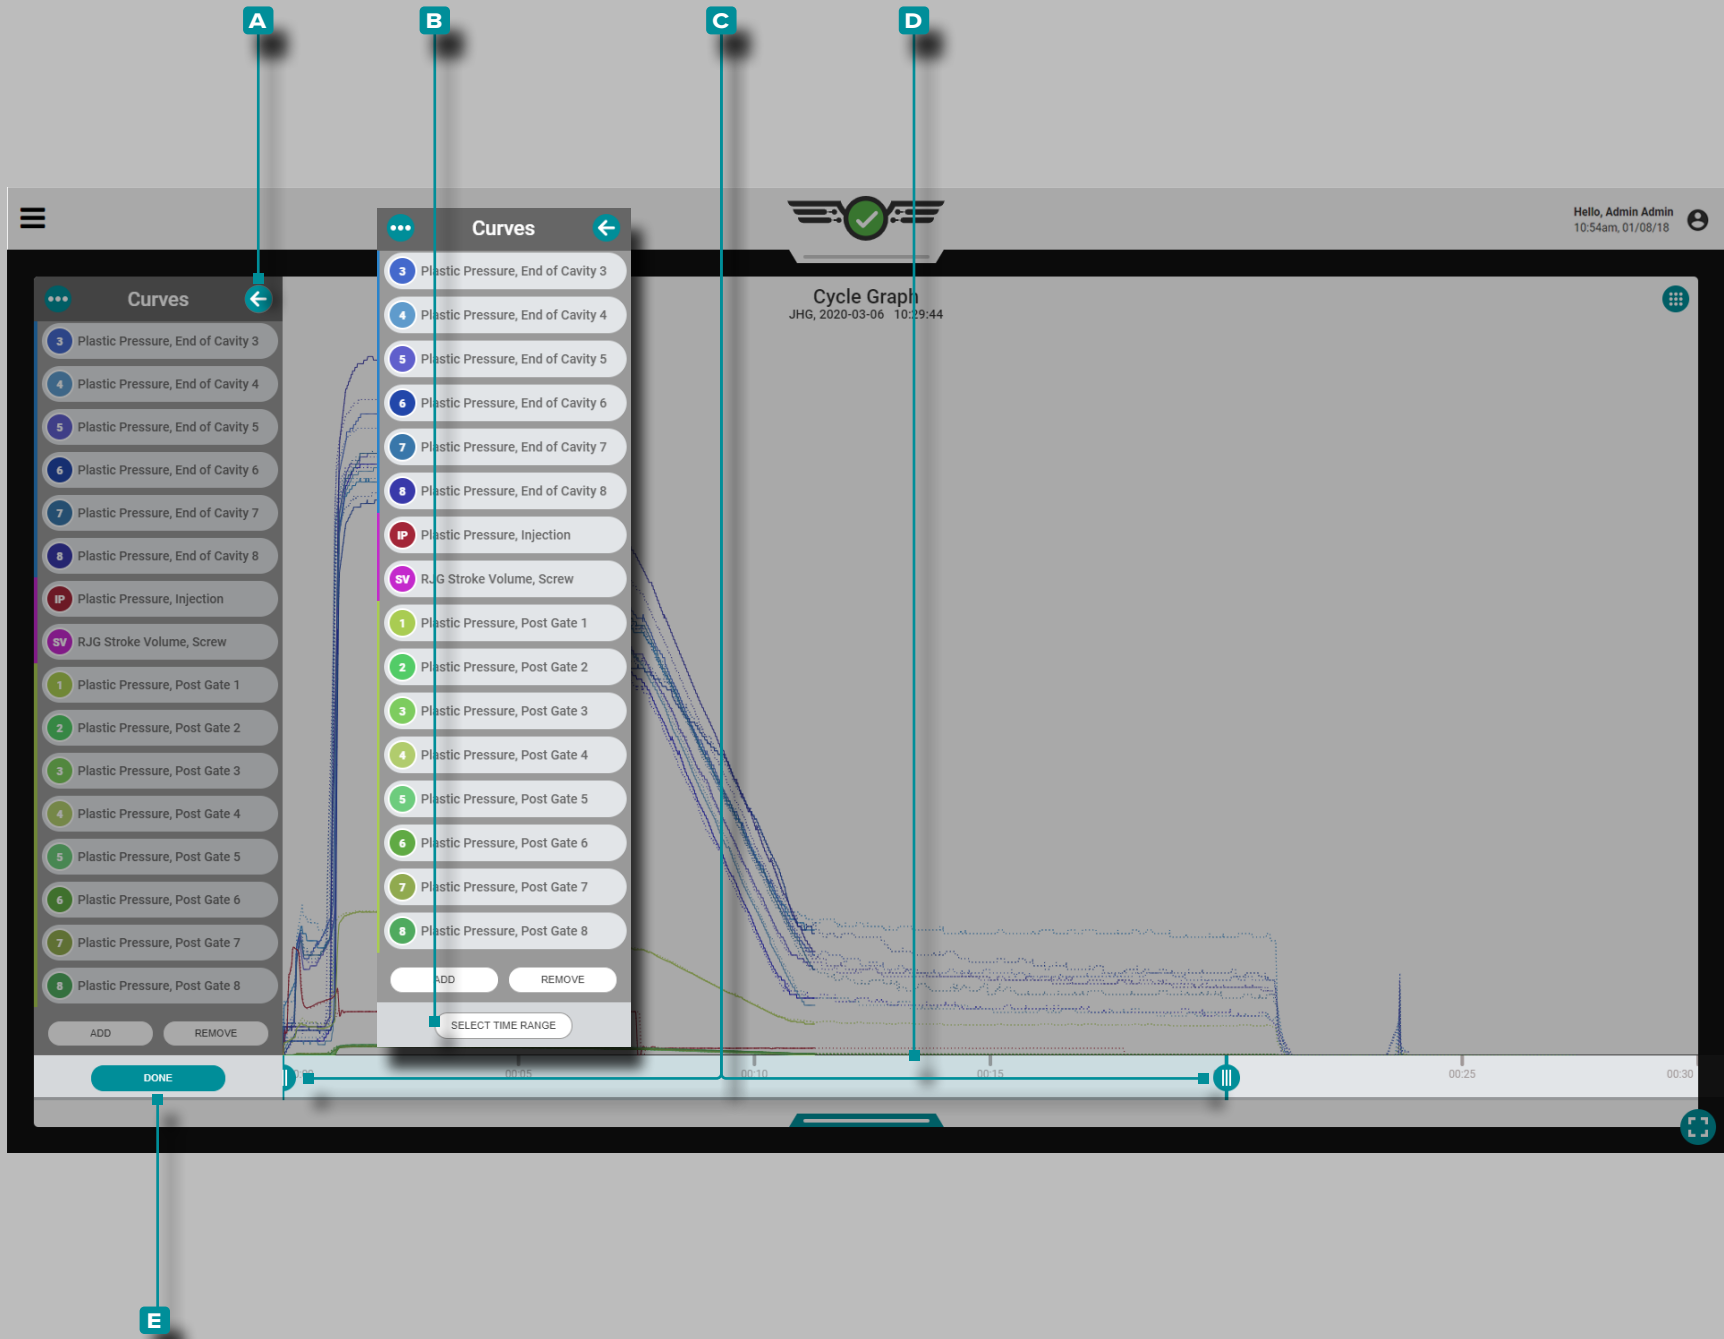 A
B
C
D
Hello, Admin Admin
10:54am, 01/08/18
Curves
3 Plastic Pressure, End of Cavity 3
4 Plastic Pressure, End of Cavity 4
5 Plastic Pressure, End of Cavity 5
6 Plastic Pressure, End of Cavity 6
7 Plastic Pressure, End of Cavity 7
8 Plastic Pressure, End of Cavity 8
IP Plastic Pressure, Injection
SV RJG Stroke Volume, Screw
1 Plastic Pressure, Post Gate 1
2 Plastic Pressure, Post Gate 2
3 Plastic Pressure, Post Gate 3
4 Plastic Pressure, Post Gate 4
5 Plastic Pressure, Post Gate 5
6 Plastic Pressure, Post Gate 6
7 Plastic Pressure, Post Gate 7
8 Plastic Pressure, Post Gate 8
ADD REMOVE
DONE
Curves
3 Plastic Pressure, End of Cavity 3
4 Plastic Pressure, End of Cavity 4
5 Plastic Pressure, End of Cavity 5
6 Plastic Pressure, End of Cavity 6
7 Plastic Pressure, End of Cavity 7
8 Plastic Pressure, End of Cavity 8
IP Plastic Pressure, Injection
SV RJG Stroke Volume, Screw
1 Plastic Pressure, Post Gate 1
2 Plastic Pressure, Post Gate 2
3 Plastic Pressure, Post Gate 3
4 Plastic Pressure, Post Gate 4
5 Plastic Pressure, Post Gate 5
6 Plastic Pressure, Post Gate 6
7 Plastic Pressure, Post Gate 7
8 Plastic Pressure, Post Gate 8
ADD REMOVE
SELECT TIME RANGE
Cycle Graph
JHG, 2020-03-06 10:29:44
00:05 00:10 00:15 00:25 00:30
E